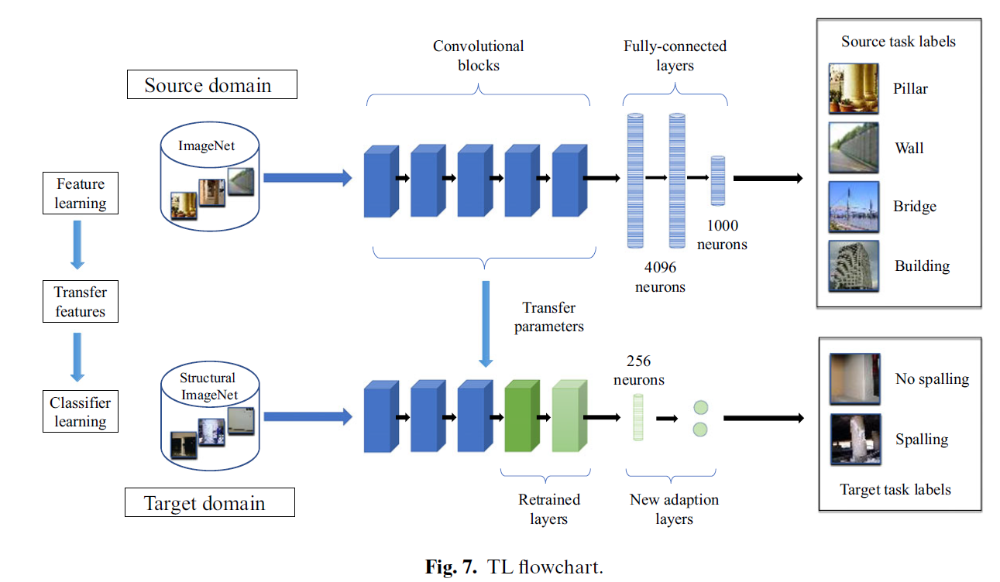 Convolutional
blocks
Fully-connected
layers
Source task labels
Source domain
Pillar
ImageNet
Wall
Feature
learning
Bridge
1000
neurons
Building
4096
neurons
Transfer
features
Transfer
parameters
256
neurons
Structural
ImageNet
No spalling
Classifier
learning
Spalling
Target task labels
Target domain
Retrained
layers
New adaption
layers
Fig. 7. TL flowchart.